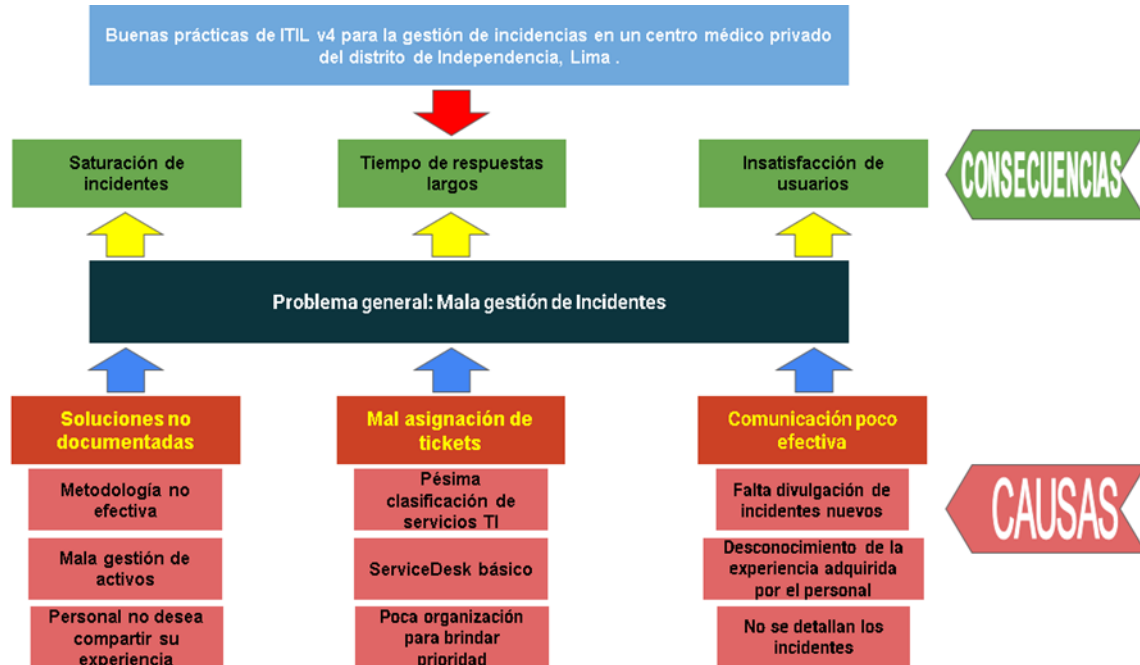 Buenas prácticas de ITIL v4 para la gestión de incidencias en un centro médico privado
del distrito de Independencia, Lima .
Saturación de
incidentes
Tiempo de respuestas
largos
Insatisfacción de
usuarios
CONSECUENCIAS
Problema general: Mala gestión de Incidentes
Soluciones no
documentadas
Mal asignación de
tickets
Comunicación poco
efectiva
Metodología no
efectiva
Pésima
clasificación de
servicios TI
Falta divulgación de
incidentes nuevos
CAUSAS
Mala gestión de
activos
ServiceDesk básico
Desconocimiento de la
experiencia adquirida
por el personal
Personal no desea
compartir su
experiencia
Poca organización
para brindar
prioridad
No se detallan los
incidentes